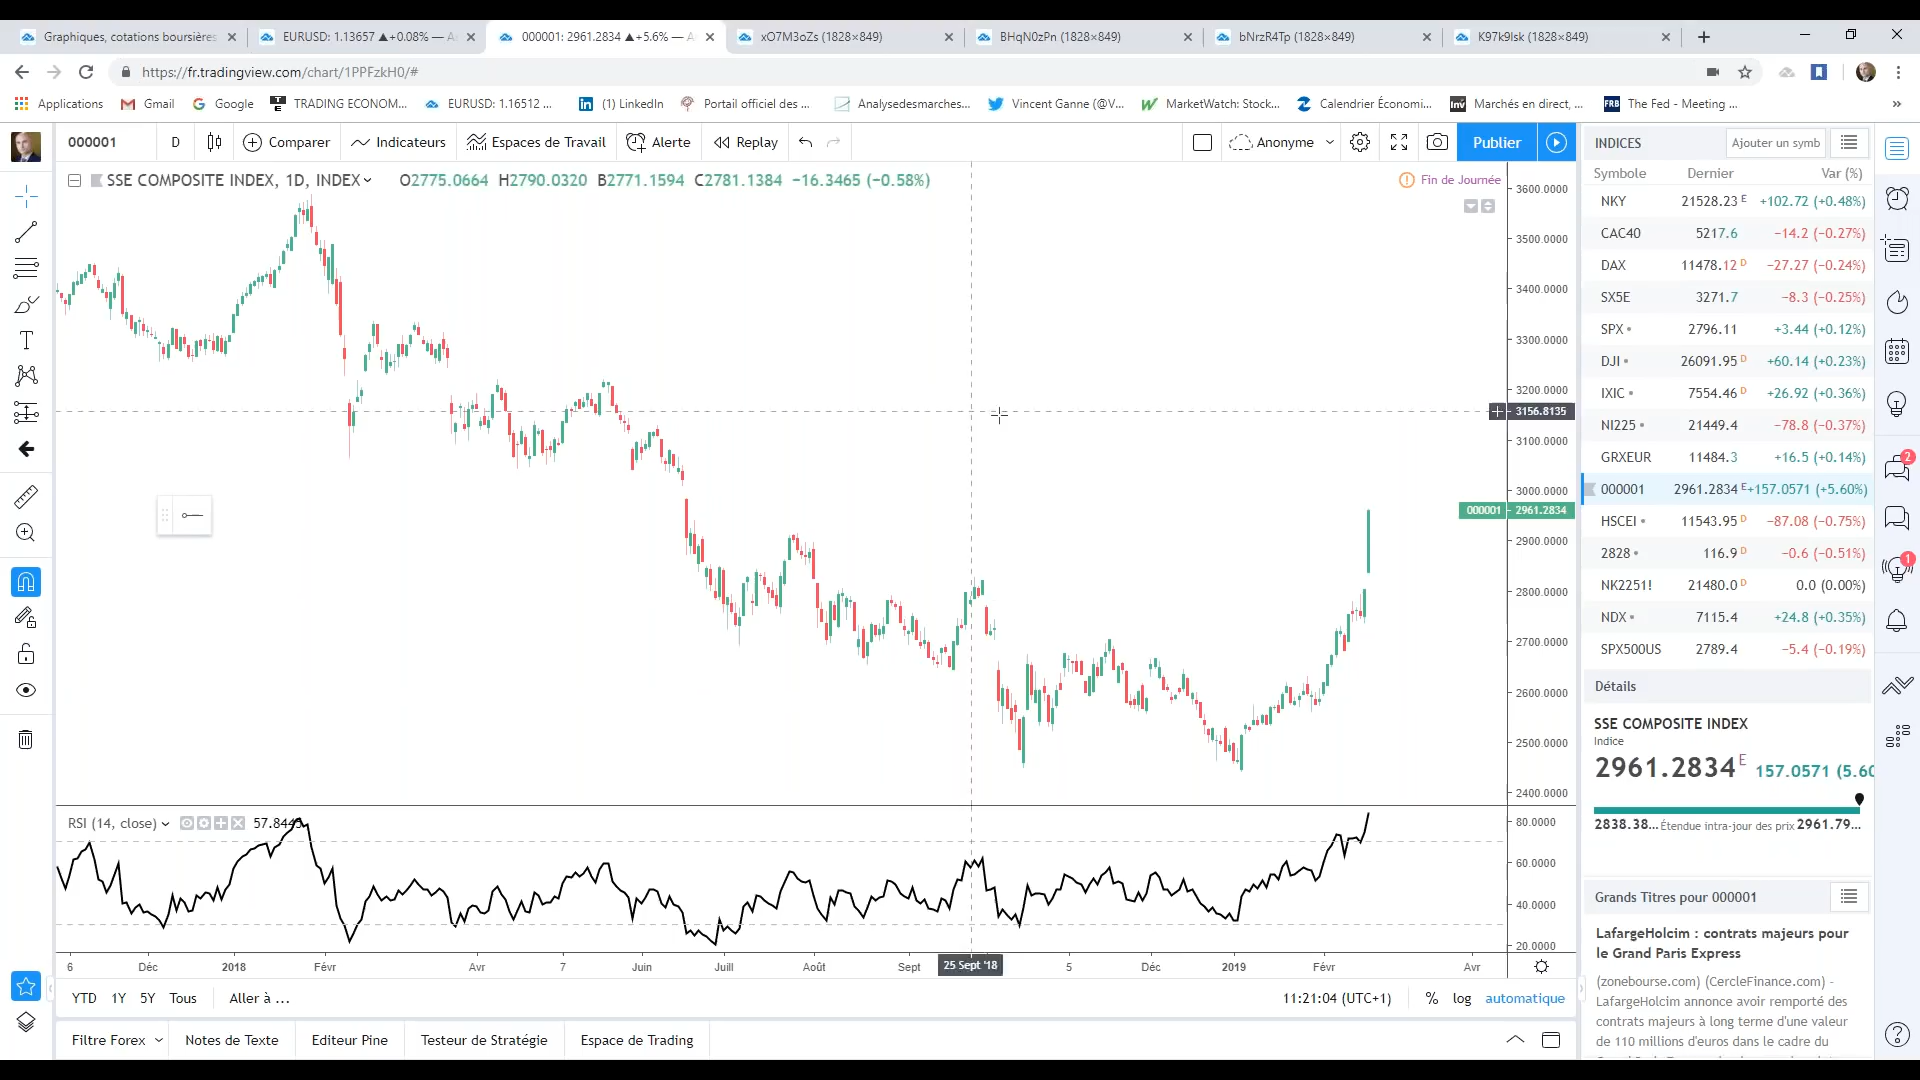 Graphiques, cotations boursières
EURUSD: 1.13657 ▲+0.08% — A
000001: 2961.2834 ▲+5.6% — A
xO7M3oZs (1828×849)
BHqN0zPn (1828×849)
bNrzR4Tp (1828×849)
K97k9lsk (1828×849)
https://fr.tradingview.com/chart/1PPFzkH0/#
Applications
Gmail
Google
TRADING ECONOM...
EURUSD: 1.16512 ...
(1) LinkedIn
Portail officiel des ...
Analysedesmarches...
Vincent Ganne (@V...
MarketWatch: Stock...
Calendrier Économi...
Marchés en direct, ...
The Fed - Meeting ...
000001
D
Comparer
Indicateurs
Espaces de Travail
Alerte
Replay
Anonyme
Publier
SSE COMPOSITE INDEX, 1D, INDEX
O2775.0664 H2790.0320 B2771.1594 C2781.1384 −16.3465 (−0.58%)
Fin de Journée
3600.0000
3500.0000
3400.0000
3300.0000
3200.0000
3156.8135
3100.0000
3000.0000
000001 2961.2834
2900.0000
2800.0000
2700.0000
2600.0000
2500.0000
2400.0000
RSI (14, close) 57.8445
80.0000
60.0000
40.0000
20.0000
6 Déc 2018 Févr Avr 7 Juin Juill Août Sept 25 Sept '18 5 Déc 2019 Févr Avr
YTD 1Y 5Y Tous Aller à ...
11:21:04 (UTC+1) % log automatique
Filtre Forex
Notes de Texte
Editeur Pine
Testeur de Stratégie
Espace de Trading
INDICES
Ajouter un symb
Symbole Dernier Var (%)
NKY 21528.23 E +102.72 (+0.48%)
CAC40 5217.6 −14.2 (−0.27%)
DAX 11478.12 D −27.27 (−0.24%)
SX5E 3271.7 −8.3 (−0.25%)
SPX 2796.11 +3.44 (+0.12%)
DJI 26091.95 D +60.14 (+0.23%)
IXIC 7554.46 D +26.92 (+0.36%)
NI225 21449.4 −78.8 (−0.37%)
GRXEUR 11484.3 +16.5 (+0.14%)
000001 2961.2834 E +157.0571 (+5.60%)
HSCEI 11543.95 D −87.08 (−0.75%)
2828 116.9 D −0.6 (−0.51%)
NK2251! 21480.0 D 0.0 (0.00%)
NDX 7115.4 +24.8 (+0.35%)
SPX500US 2789.4 −5.4 (−0.19%)
Détails
SSE COMPOSITE INDEX
Indice
2961.2834 E 157.0571 (5.60
2838.38... Étendue intra-jour des prix 2961.79...
Grands Titres pour 000001
LafargeHolcim : contrats majeurs pour
le Grand Paris Express
(zonebourse.com) (CercleFinance.com) -
LafargeHolcim annonce avoir remporté des
contrats majeurs à long terme d'une valeur
de 110 millions d'euros dans le cadre du
2
1